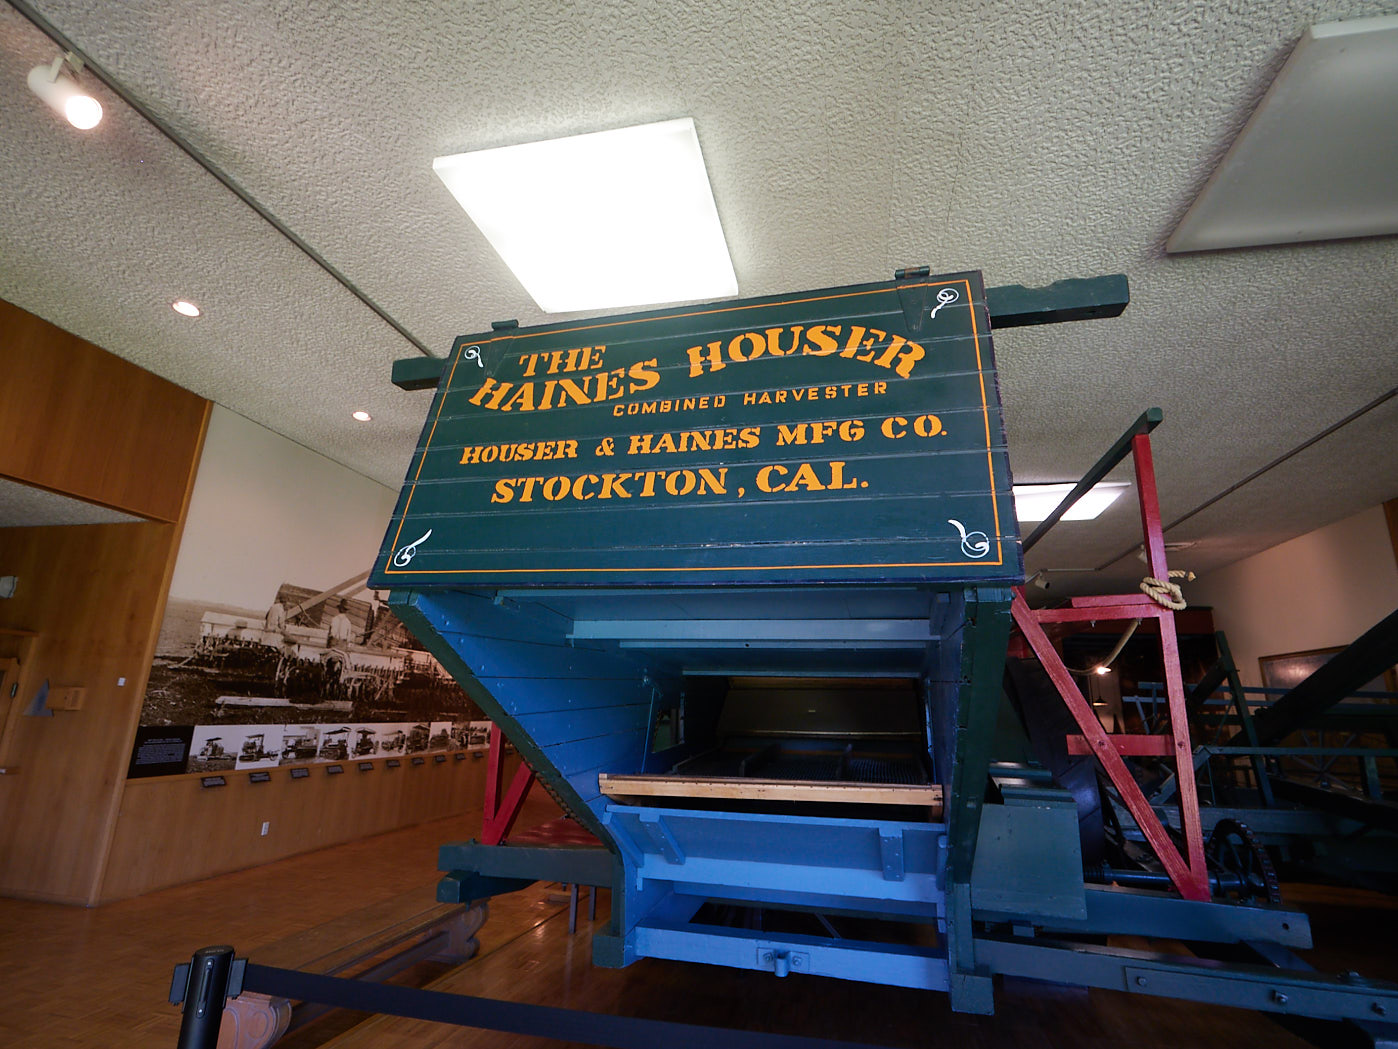 THE
HAINES HOUSER
COMBINED HARVESTER
HOUSER & HAINES MFG CO.
STOCKTON, CAL.